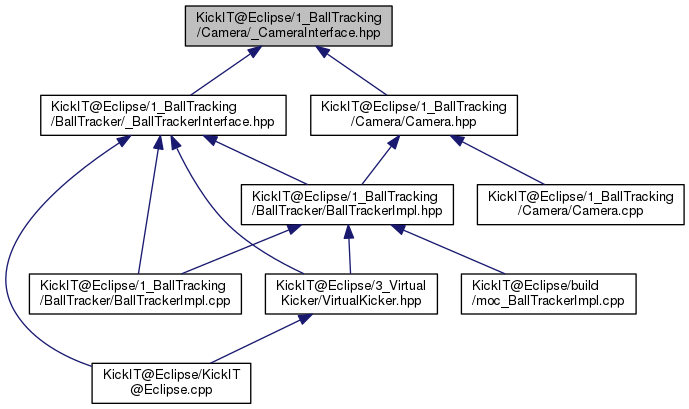 KickIT@Eclipse/1_BallTracking
/Camera/_CameraInterface.hpp
KickIT@Eclipse/1_BallTracking
/BallTracker/_BallTrackerInterface.hpp
KickIT@Eclipse/1_BallTracking
/Camera/Camera.hpp
KickIT@Eclipse/1_BallTracking
/BallTracker/BallTrackerImpl.hpp
KickIT@Eclipse/1_BallTracking
/Camera/Camera.cpp
KickIT@Eclipse/1_BallTracking
/BallTracker/BallTrackerImpl.cpp
KickIT@Eclipse/3_Virtual
Kicker/VirtualKicker.hpp
KickIT@Eclipse/build
/moc_BallTrackerImpl.cpp
KickIT@Eclipse/KickIT
@Eclipse.cpp